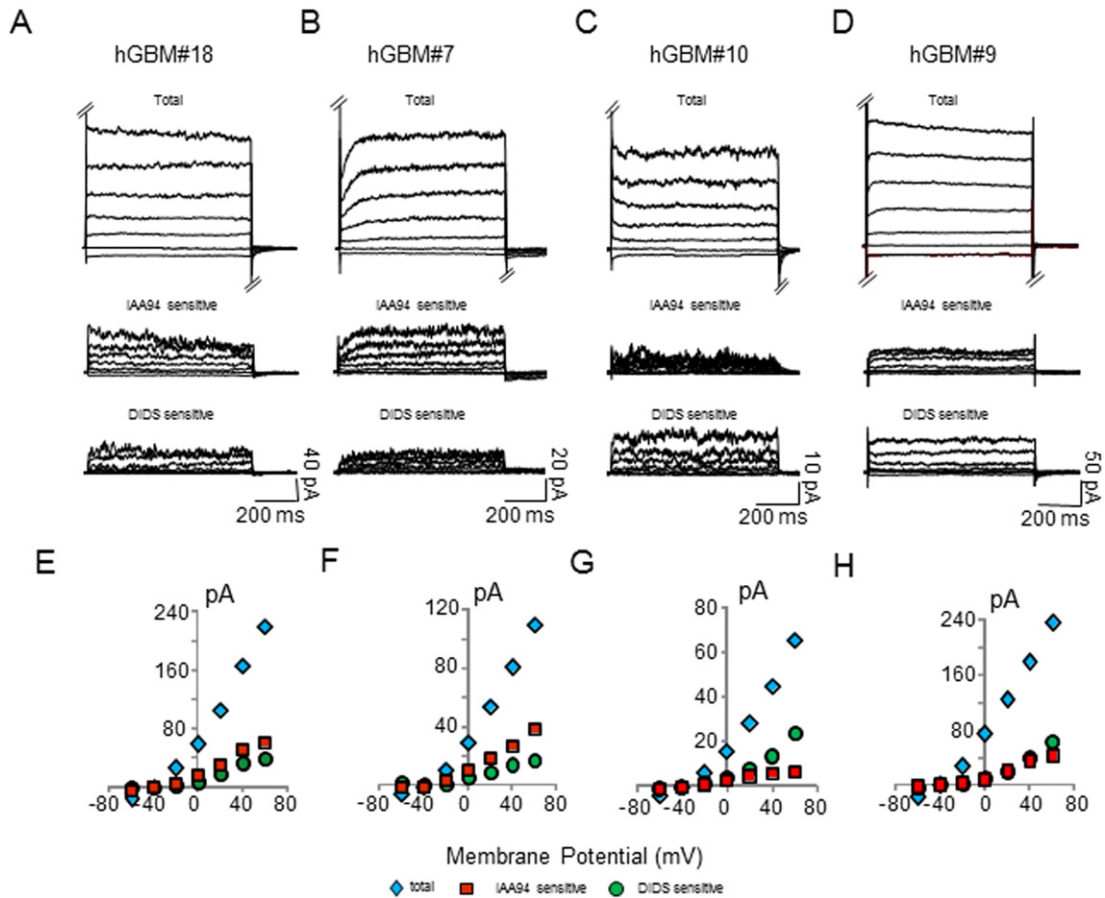 A
B
C
D
hGBM#18
hGBM#7
hGBM#10
hGBM#9
Total
Total
Total
Total
IAA94 sensitive
IAA94 sensitive
IAA94 sensitive
IAA94 sensitive
DIDS sensitive
DIDS sensitive
DIDS sensitive
DIDS sensitive
40 pA
20 pA
10 pA
50 pA
200 ms
200 ms
200 ms
200 ms
E
F
G
H
pA
pA
pA
pA
240
160
80
-80 -40 0 40 80
120
80
40
-80 -40 0 40 80
80
60
40
20
-80 -40 0 40 80
240
160
80
-80 -40 0 40 80
Membrane Potential (mV)
total IAA94 sensitive DIDS sensitive